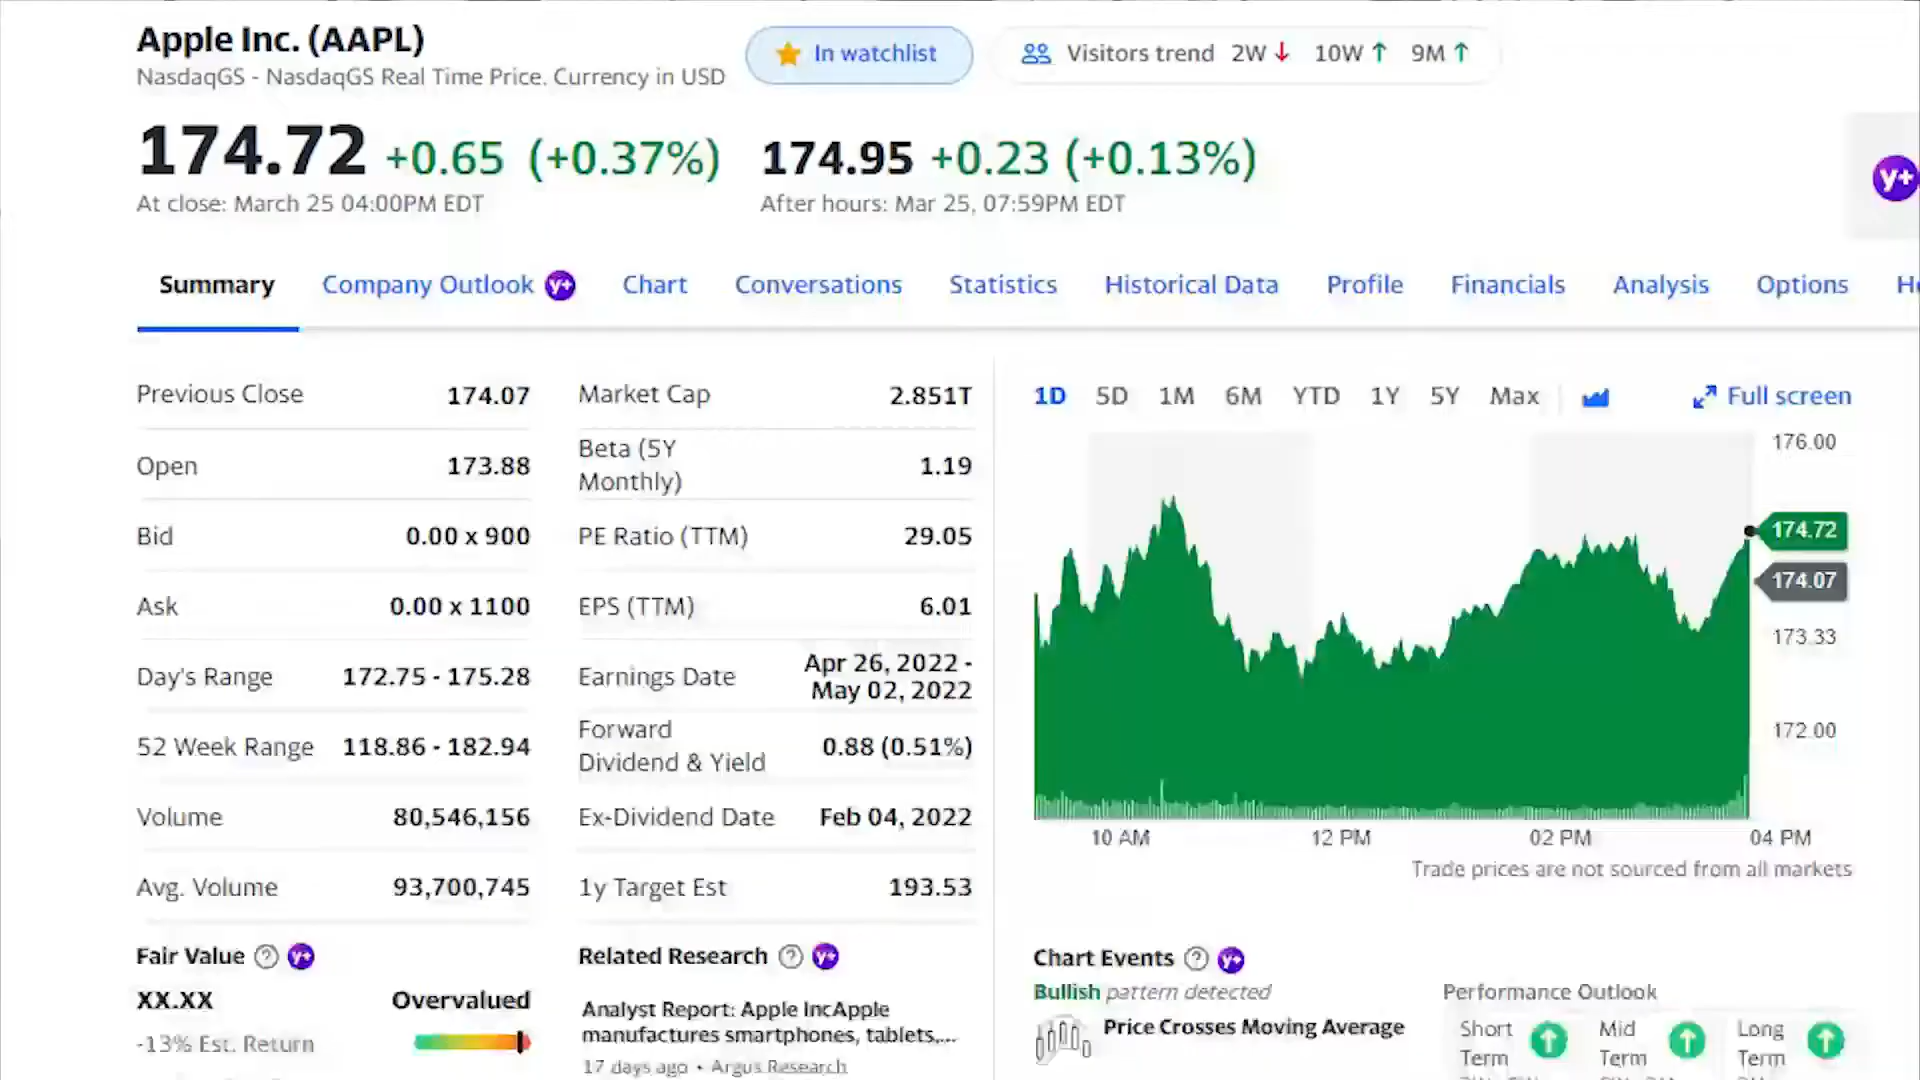 Apple Inc. (AAPL)
NasdaqGS - NasdaqGS Real Time Price. Currency in USD
In watchlist
Visitors trend 2W 10W 9M
174.72 +0.65 (+0.37%)
At close: March 25 04:00PM EDT
174.95 +0.23 (+0.13%)
After hours: Mar 25, 07:59PM EDT
y+
Summary Company Outlook y+ Chart Conversations Statistics Historical Data Profile Financials Analysis Options
Previous Close 174.07
Open 173.88
Bid 0.00 x 900
Ask 0.00 x 1100
Day's Range 172.75 - 175.28
52 Week Range 118.86 - 182.94
Volume 80,546,156
Avg. Volume 93,700,745
Market Cap 2.851T
Beta (5Y
Monthly) 1.19
PE Ratio (TTM) 29.05
EPS (TTM) 6.01
Earnings Date Apr 26, 2022 -
May 02, 2022
Forward
Dividend & Yield 0.88 (0.51%)
Ex-Dividend Date Feb 04, 2022
1y Target Est 193.53
1D 5D 1M 6M YTD 1Y 5Y Max Full screen
176.00
174.72
174.07
173.33
172.00
10 AM 12 PM 02 PM 04 PM
Trade prices are not sourced from all markets
Fair Value ? y+
XX.XX Overvalued
-13% Est. Return
Related Research ? y+
Analyst Report: Apple IncApple
manufactures smartphones, tablets,...
17 days ago • Argus Research
Chart Events ? y+
Bullish pattern detected
Price Crosses Moving Average
Performance Outlook
Short
Term
Mid
Term
Long
Term